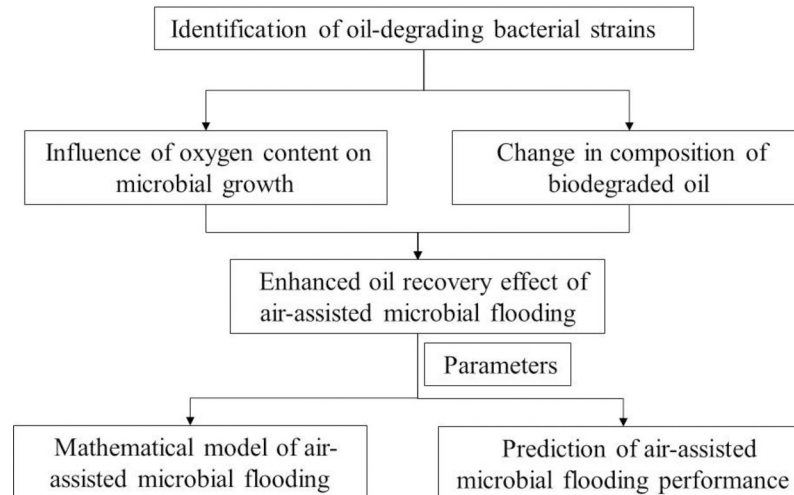 Identification of oil-degrading bacterial strains
Influence of oxygen content on
microbial growth
Change in composition of
biodegraded oil
Enhanced oil recovery effect of
air-assisted microbial flooding
Parameters
Mathematical model of air-
assisted microbial flooding
Prediction of air-assisted
microbial flooding performance